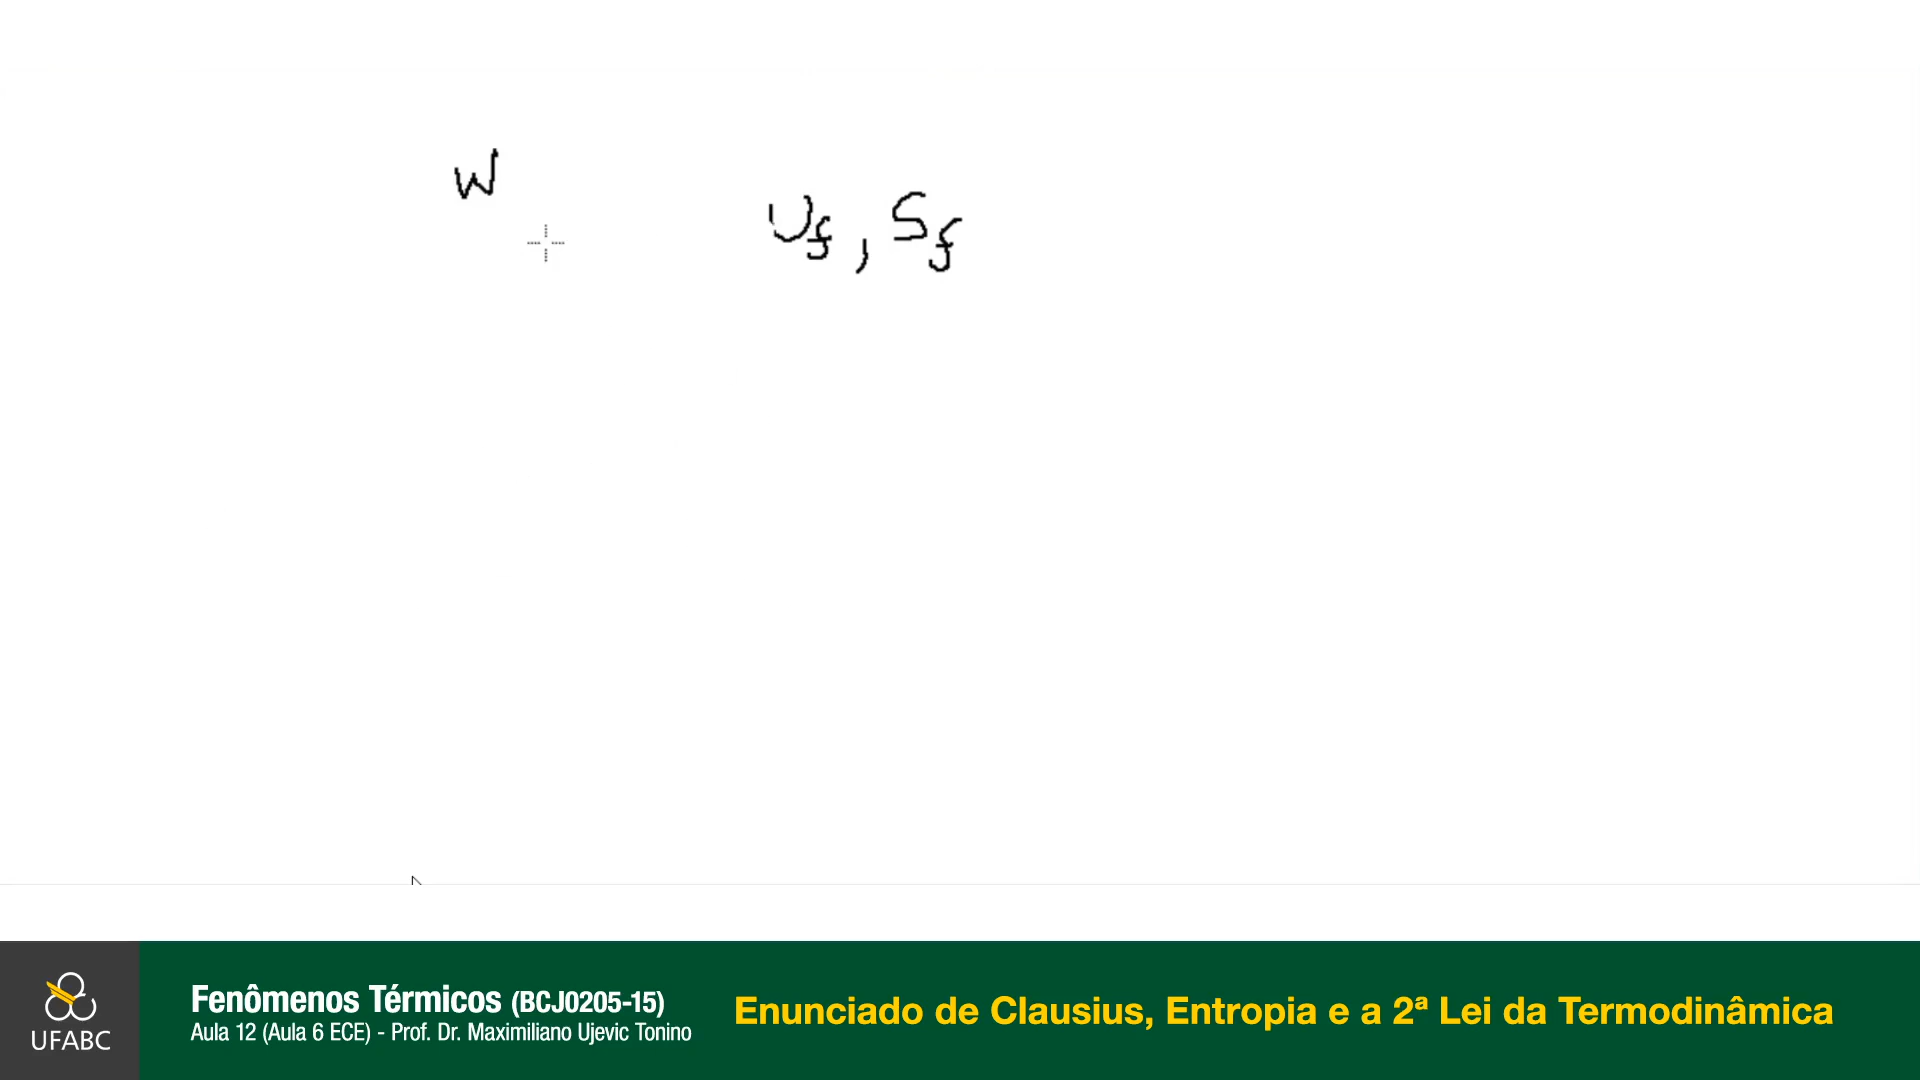 W
Uf, Sf
Fenômenos Térmicos (BCJ0205-15)
Aula 12 (Aula 6 ECE) - Prof. Dr. Maximiliano Ujevic Tonino
Enunciado de Clausius, Entropia e a 2ª Lei da Termodinâmica
UFABC